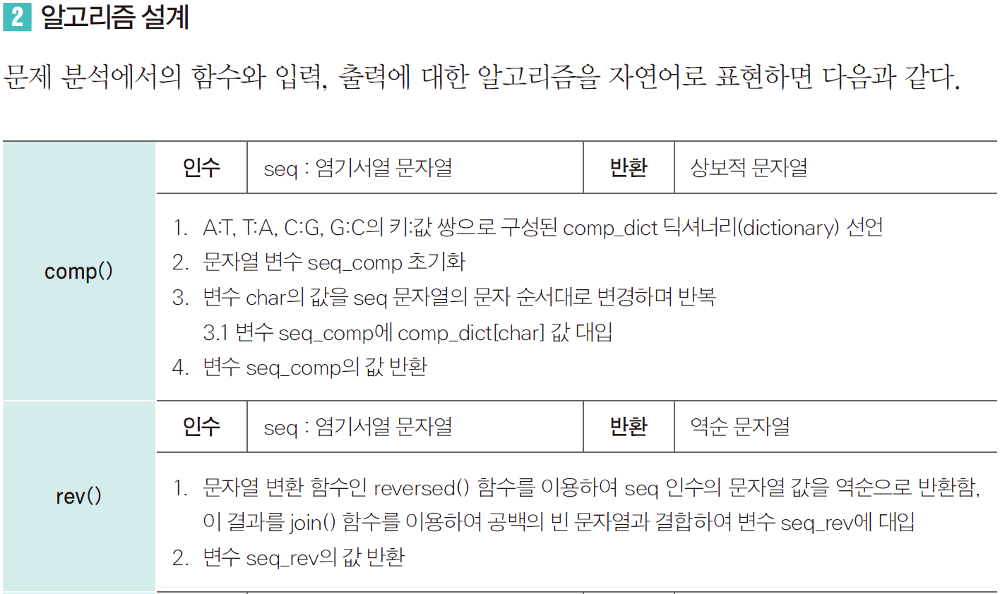 2 알고리즘 설계
문제 분석에서의 함수와 입력, 출력에 대한 알고리즘을 자연어로 표현하면 다음과 같다.
인수 seq : 염기서열 문자열 반환 상보적 문자열
comp()
1. A:T, T:A, C:G, G:C의 키:값 쌍으로 구성된 comp_dict 딕셔너리(dictionary) 선언
2. 문자열 변수 seq_comp 초기화
3. 변수 char의 값을 seq 문자열의 문자 순서대로 변경하며 반복
3.1 변수 seq_comp에 comp_dict[char] 값 대입
4. 변수 seq_comp의 값 반환
인수 seq : 염기서열 문자열 반환 역순 문자열
rev()
1. 문자열 변환 함수인 reversed() 함수를 이용하여 seq 인수의 문자열 값을 역순으로 반환함,
이 결과를 join() 함수를 이용하여 공백의 빈 문자열과 결합하여 변수 seq_rev에 대입
2. 변수 seq_rev의 값 반환